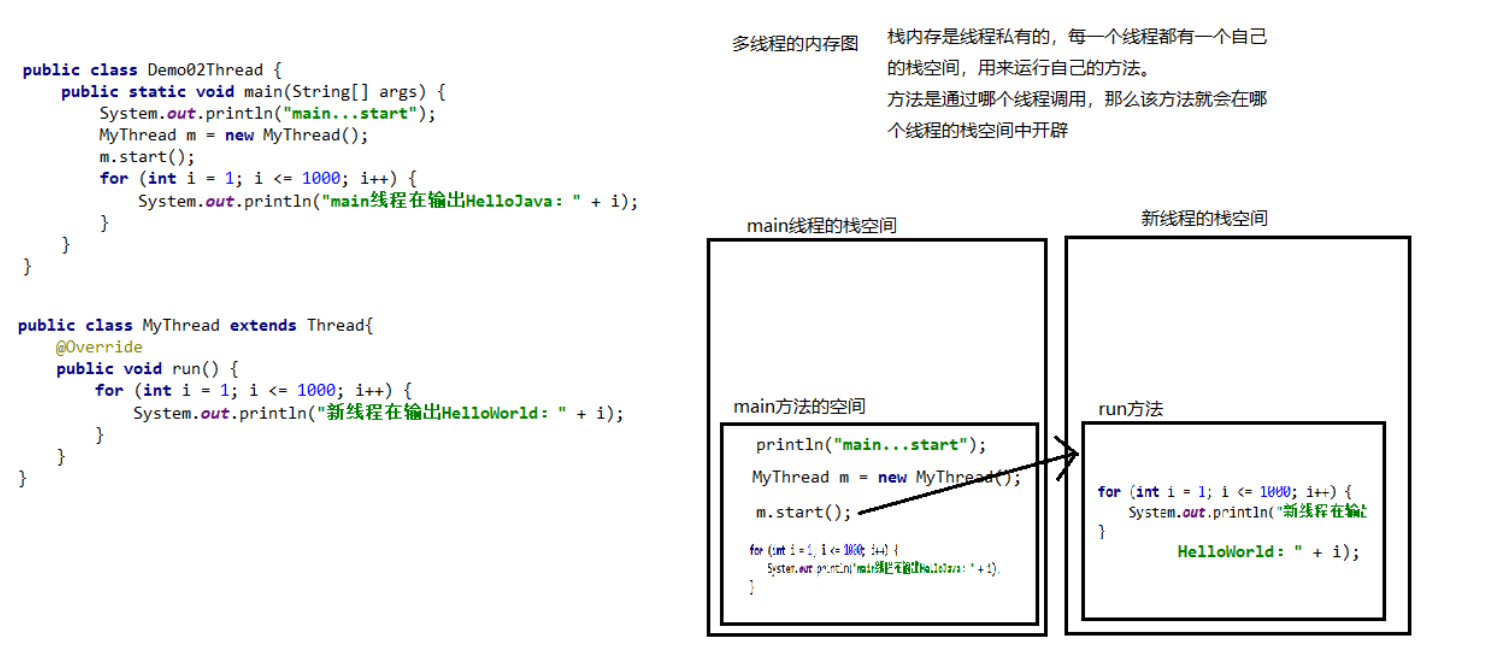 public class Demo02Thread {
public static void main(String[] args) {
System.out.println("main...start");
MyThread m = new MyThread();
m.start();
for (int i = 1; i <= 1000; i++) {
System.out.println("main线程在输出HelloJava：" + i);
}
}
}
public class MyThread extends Thread{
@Override
public void run() {
for (int i = 1; i <= 1000; i++) {
System.out.println("新线程在输出HelloWorld：" + i);
}
}
}
多线程的内存图
栈内存是线程私有的，每一个线程都有一个自己
的栈空间，用来运行自己的方法。
方法是通过哪个线程调用，那么该方法就会在哪
个线程的栈空间中开辟
main线程的栈空间
main方法的空间
println("main...start");
MyThread m = new MyThread();
m.start();
for (int i = 1; i <= 1000; i++) {
System.out.println("main线程在输出HelloJava：" + i);
}
新线程的栈空间
run方法
for (int i = 1; i <= 1000; i++) {
System.out.println("新线程在输出
}
HelloWorld：" + i);